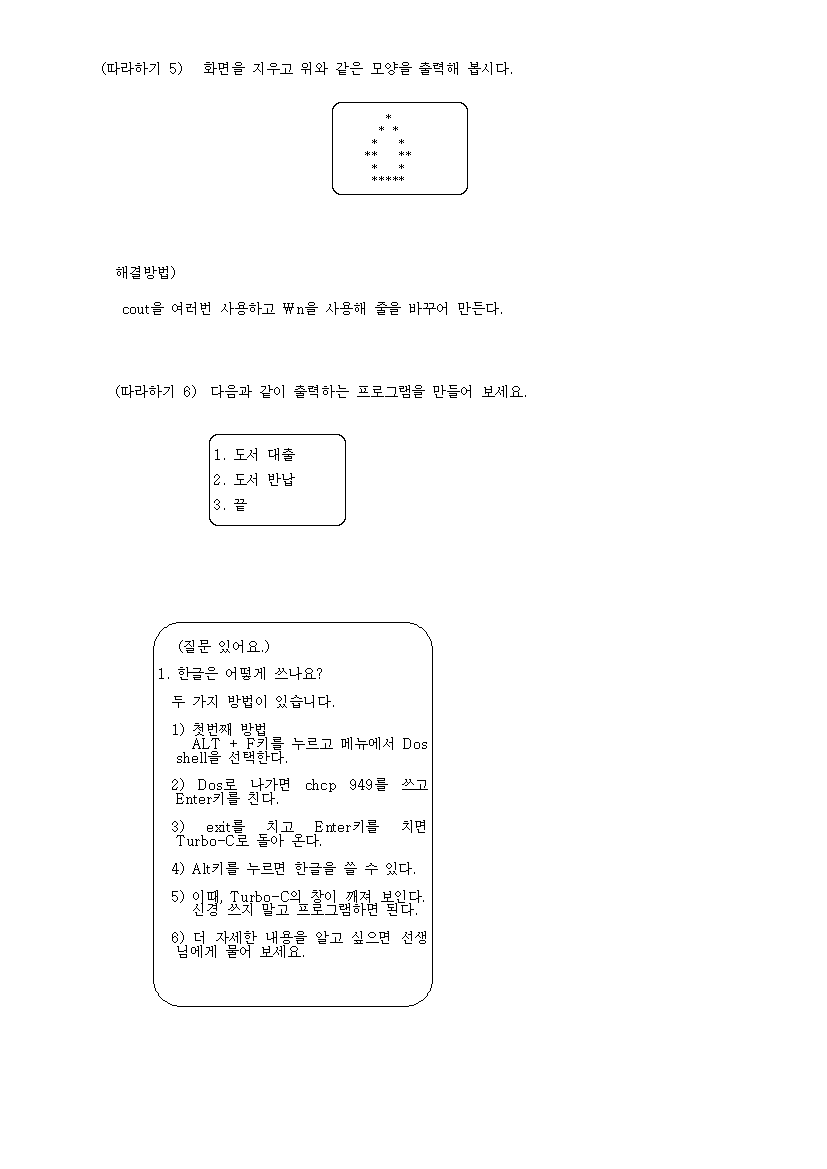 (따라하기 5)  화면을 지우고 위와 같은 모양을 출력해 봅시다.
*
* *
*   *
**   **
*   *
*****
해결방법)
cout을 여러번 사용하고 ₩n을 사용해 줄을 바꾸어 만든다.
(따라하기 6)  다음과 같이 출력하는 프로그램을 만들어 보세요.
1. 도서 대출
2. 도서 반납
3. 끝
(질문 있어요.)
1. 한글은 어떻게 쓰나요?
두 가지 방법이 있습니다.
1) 첫번째 방법
ALT + F키를 누르고 메뉴에서 Dos
shell을 선택한다.
2) Dos로 나가면 chcp 949를 쓰고
Enter키를 친다.
3) exit를 치고 Enter키를 치면
Turbo-C로 돌아 온다.
4) Alt키를 누르면 한글을 쓸 수 있다.
5) 이때, Turbo-C의 창이 깨져 보인다.
신경 쓰지 말고 프로그램하면 된다.
6) 더 자세한 내용을 알고 싶으면 선생
님에게 물어 보세요.